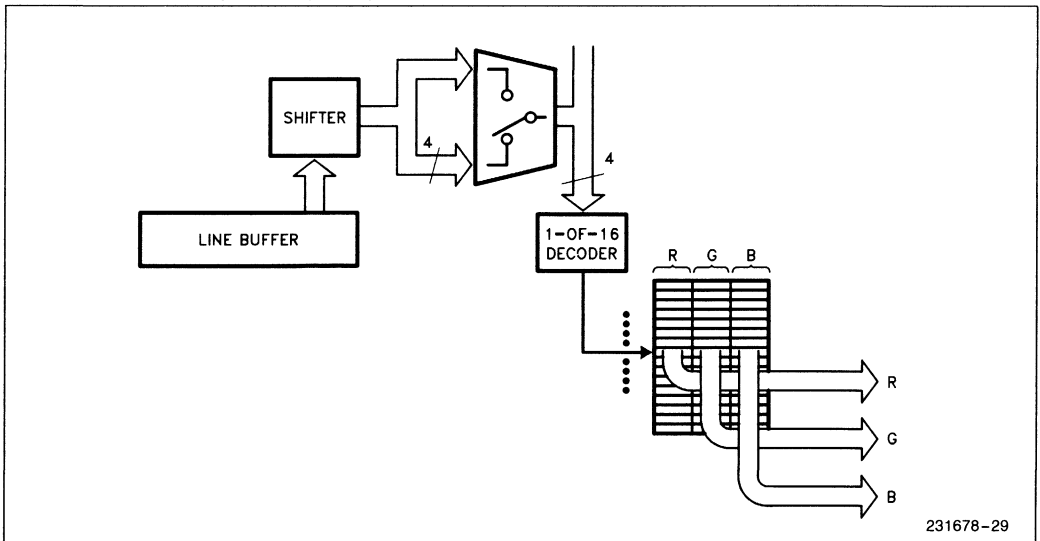 SHIFTER
4
4
LINE BUFFER
1-OF-16
DECODER
R G B
R
G
B
231678-29